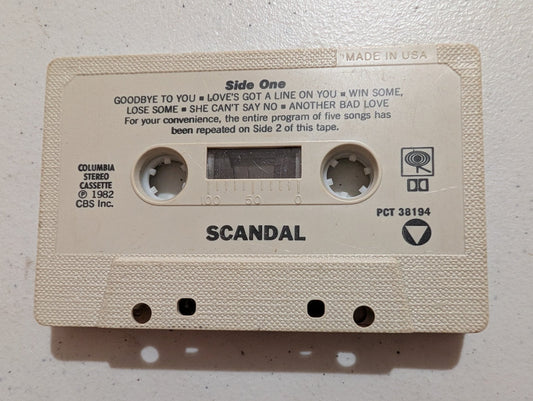 MADE IN USA
Side One
GOODBYE TO YOU ▪ LOVE'S GOT A LINE ON YOU ▪ WIN SOME,
LOSE SOME ▪ SHE CAN'T SAY NO ▪ ANOTHER BAD LOVE
For your convenience, the entire program of five songs has
been repeated on Side 2 of this tape.
COLUMBIA
STEREO
CASSETTE
℗ 1982
CBS Inc.
100 50 0
PCT 38194
SCANDAL